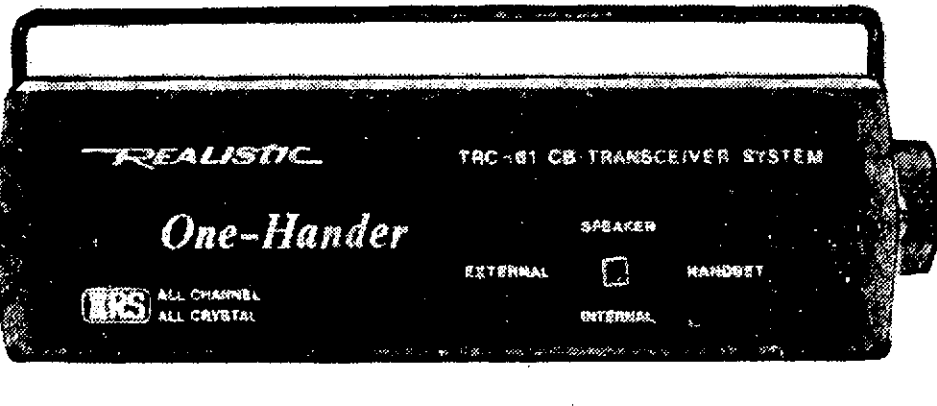 REALISTIC
TRC-61 CB TRANSCEIVER SYSTEM
One-Hander
SPEAKER
EXTERNAL
HANDSET
INTERNAL
RS
ALL CHANNEL
ALL CRYSTAL